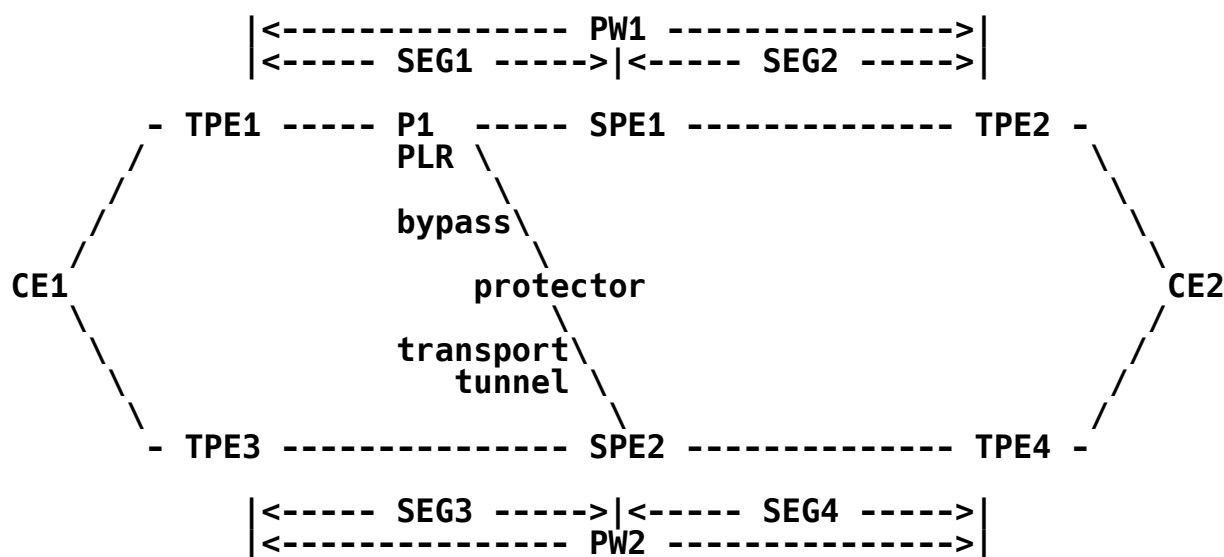 |<--------------- PW1 --------------->|
|<----- SEG1 ----->|<----- SEG2 ----->|
- TPE1 ----- P1 ----- SPE1 -------------- TPE2 -
PLR
bypass
CE1 protector CE2
transport
tunnel
- TPE3 --------------- SPE2 -------------- TPE4 -
|<----- SEG3 ----->|<----- SEG4 ----->|
|<--------------- PW2 --------------->|